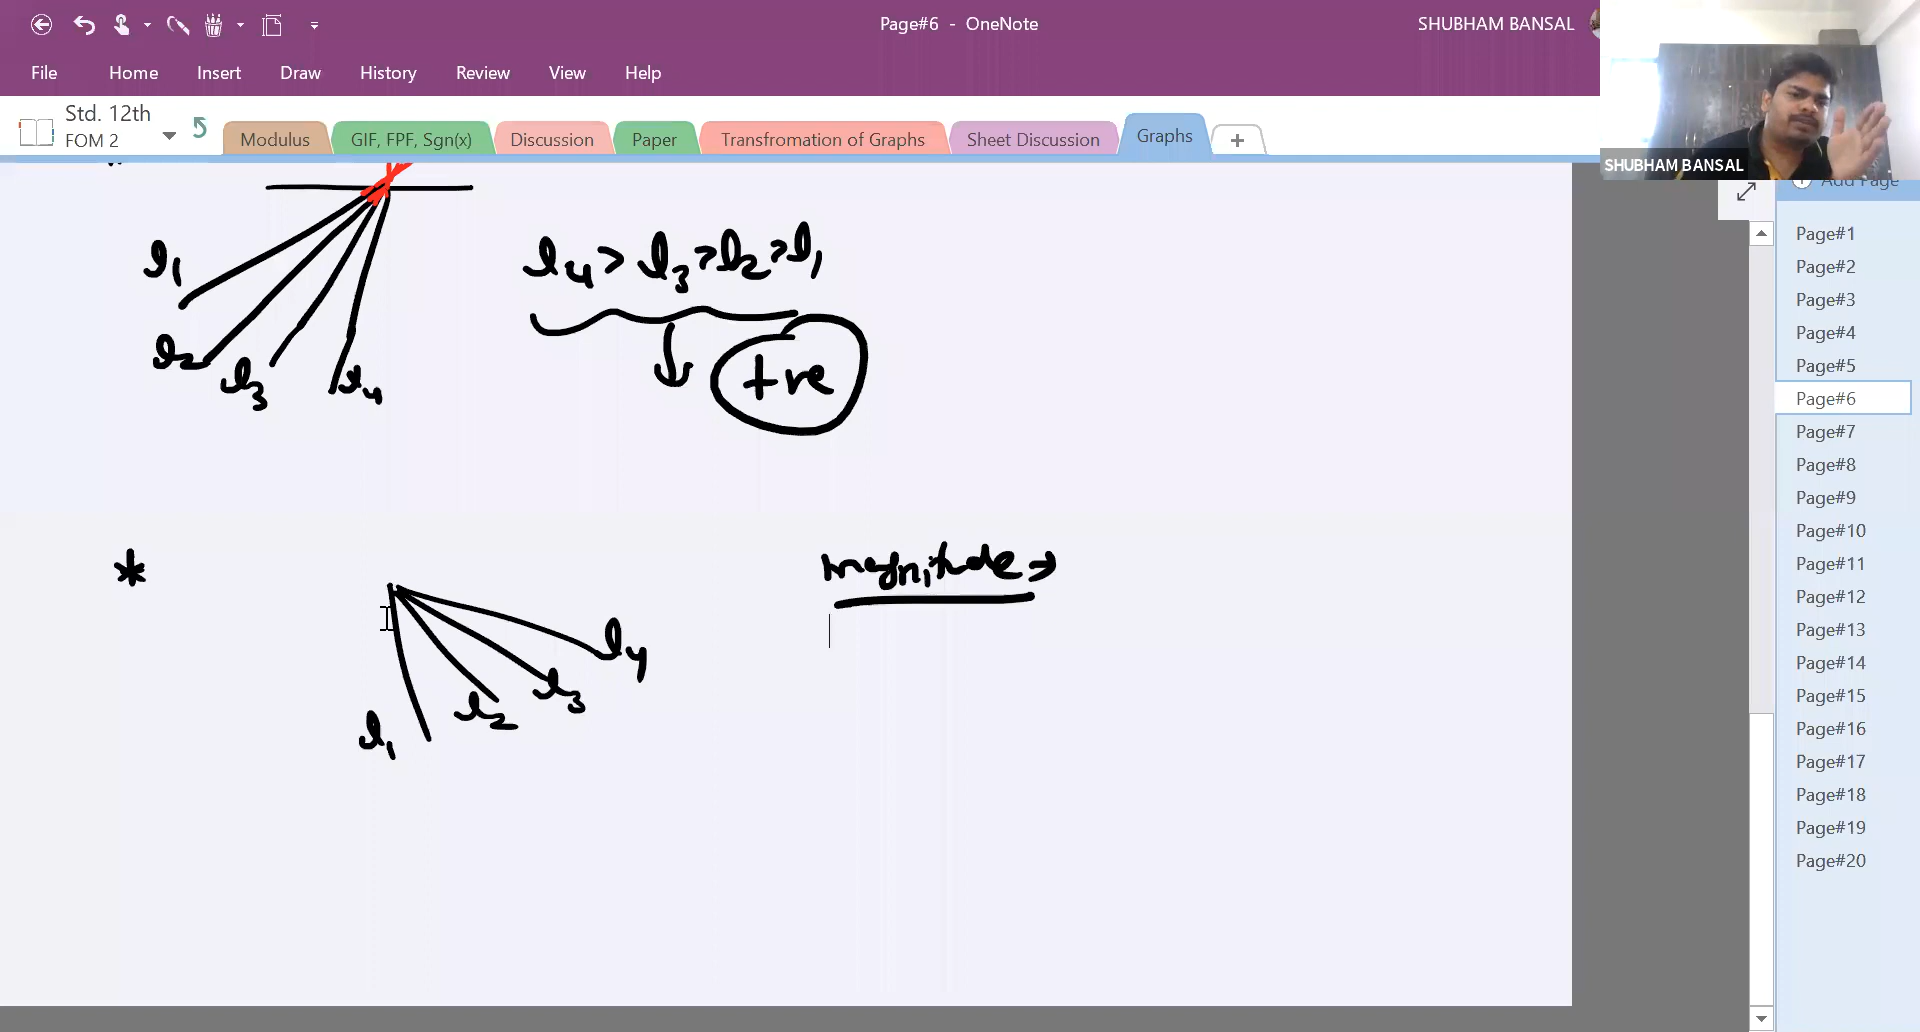 Page#6 - OneNote
SHUBHAM BANSAL
File Home Insert Draw History Review View Help
SHUBHAM BANSAL
Std. 12th
FOM 2
Modulus GIF, FPF, Sgn(x) Discussion Paper Transfromation of Graphs Sheet Discussion Graphs +
Add Page
Page#1
Page#2
Page#3
Page#4
Page#5
Page#6
Page#7
Page#8
Page#9
Page#10
Page#11
Page#12
Page#13
Page#14
Page#15
Page#16
Page#17
Page#18
Page#19
Page#20
l1
l2
l3
l4
l4 > l3 > l2 > l1
+ve
*
magnitude →
l4
l3
l2
l1